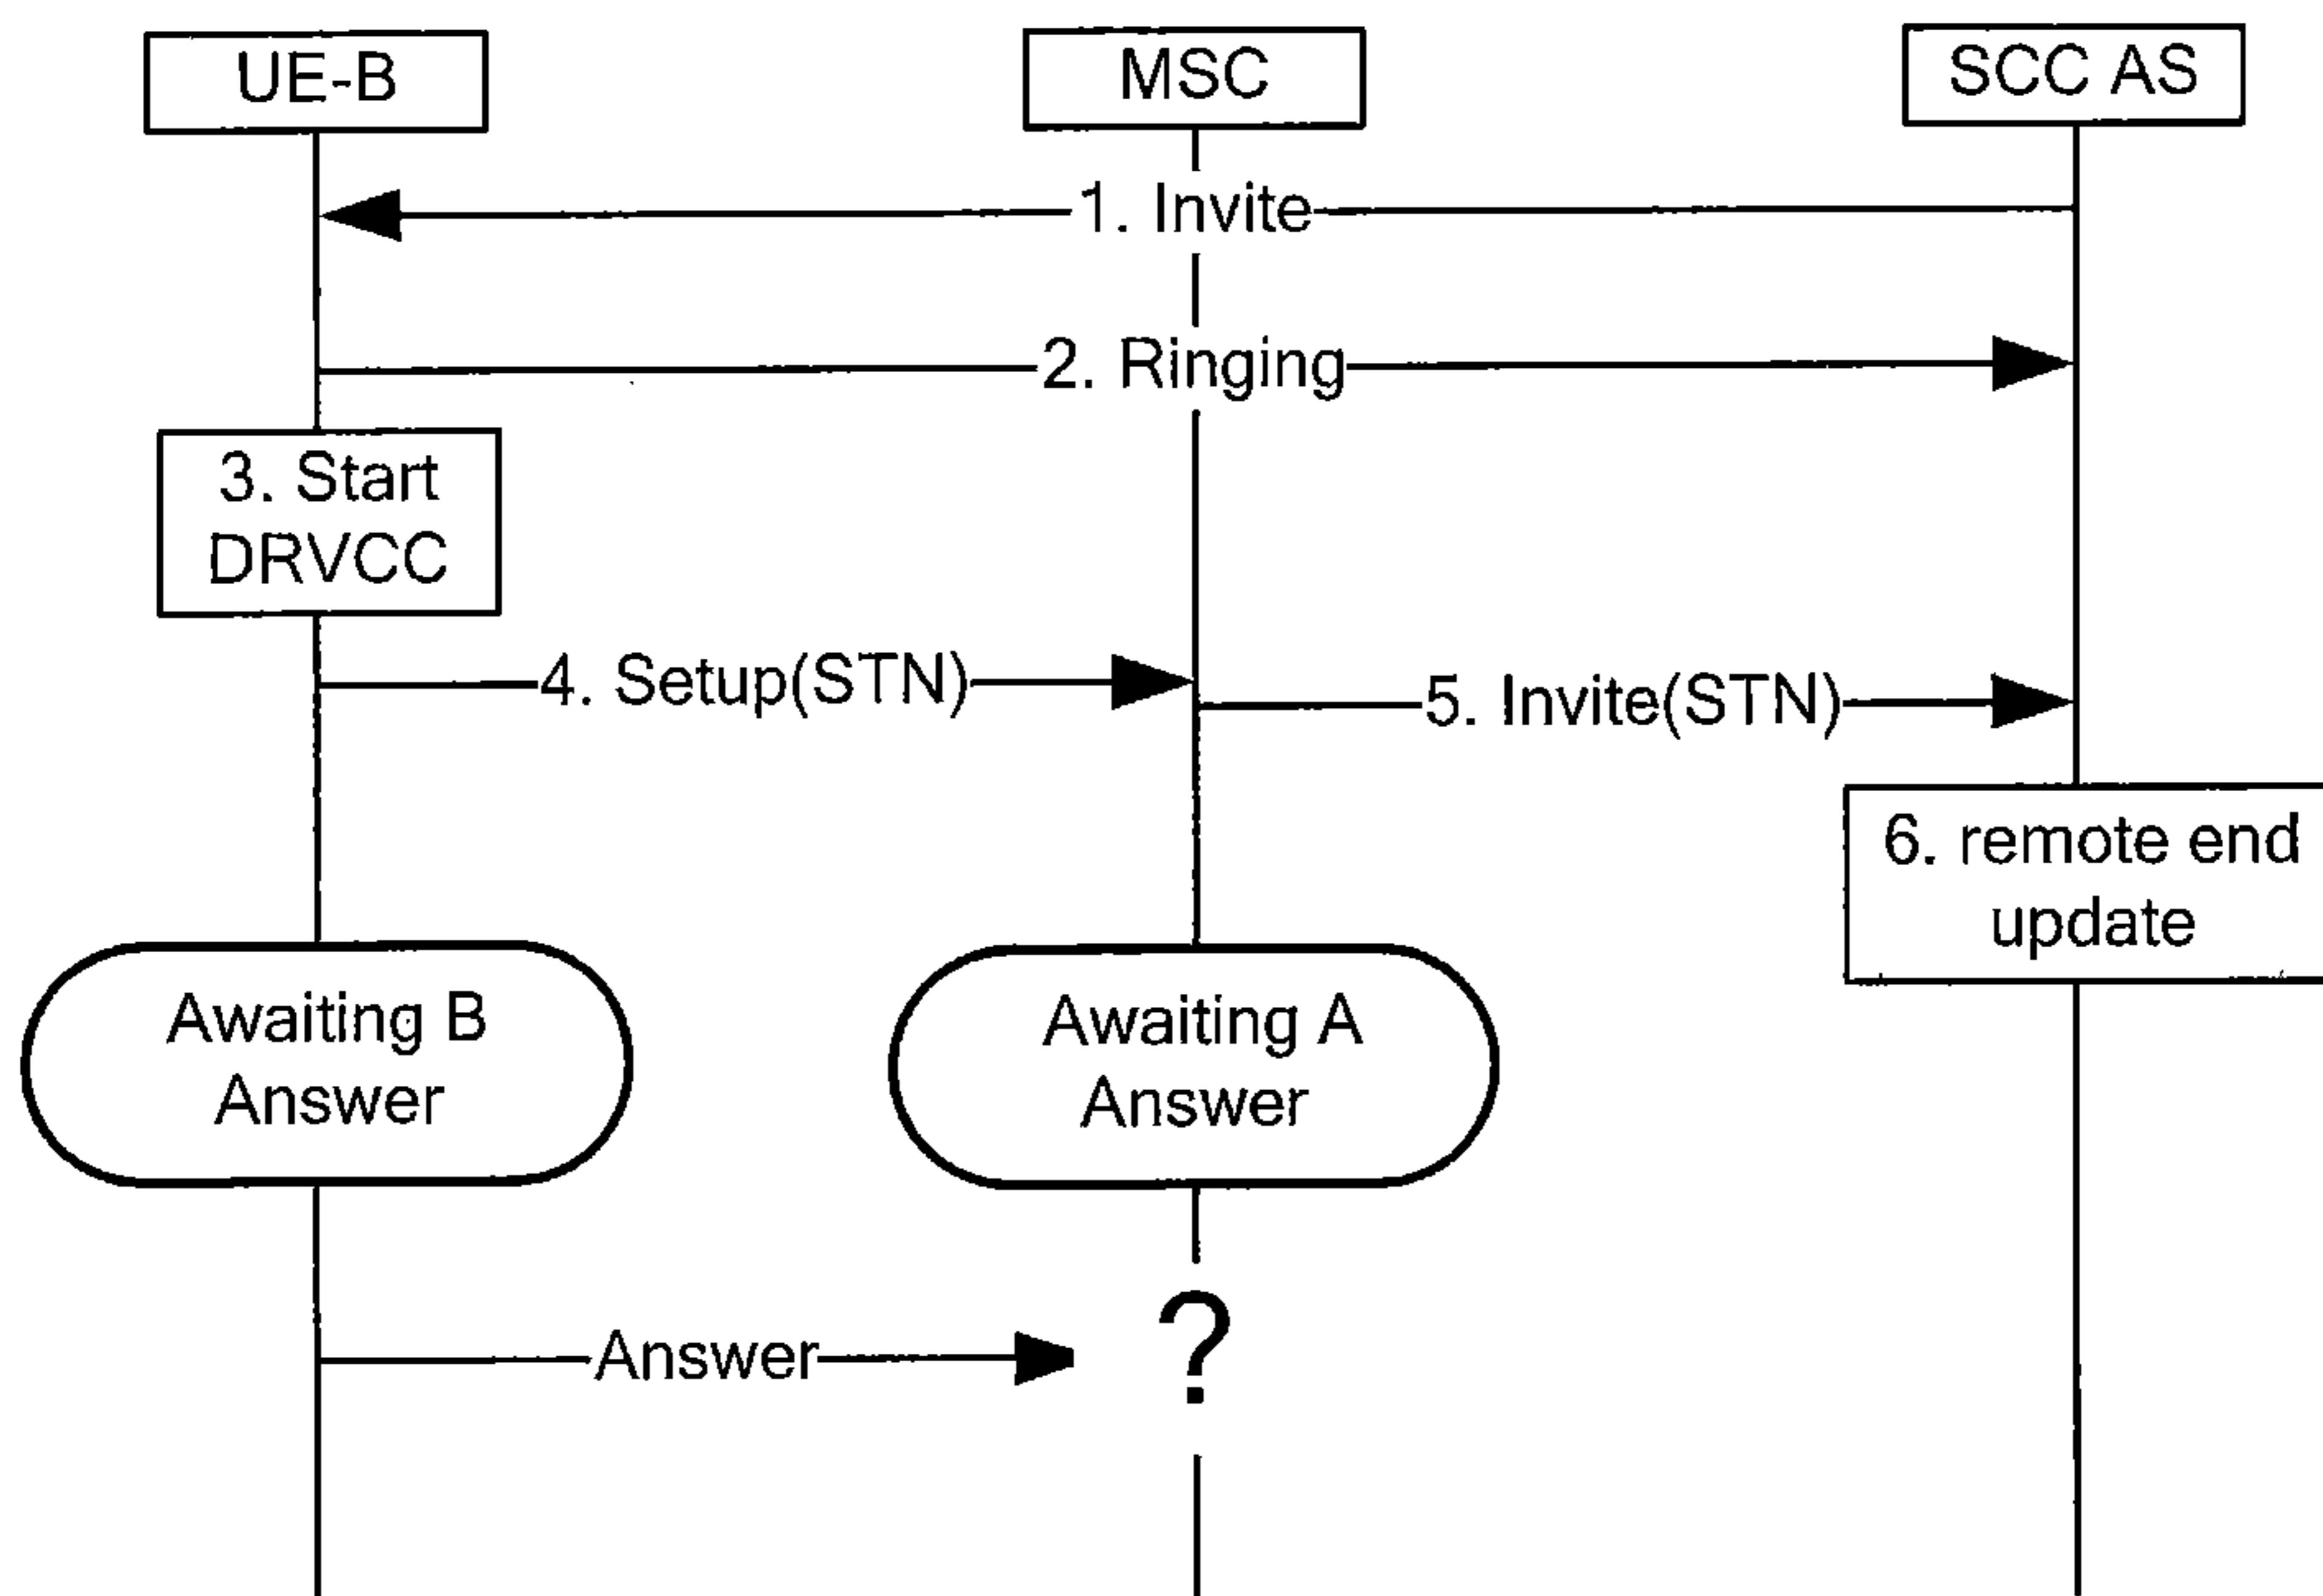 UE-B
MSC
SCC AS
1. Invite
2. Ringing
3. Start
DRVCC
4. Setup(STN)
5. Invite(STN)
6. remote end
update
Awaiting B
Answer
Awaiting A
Answer
Answer
?